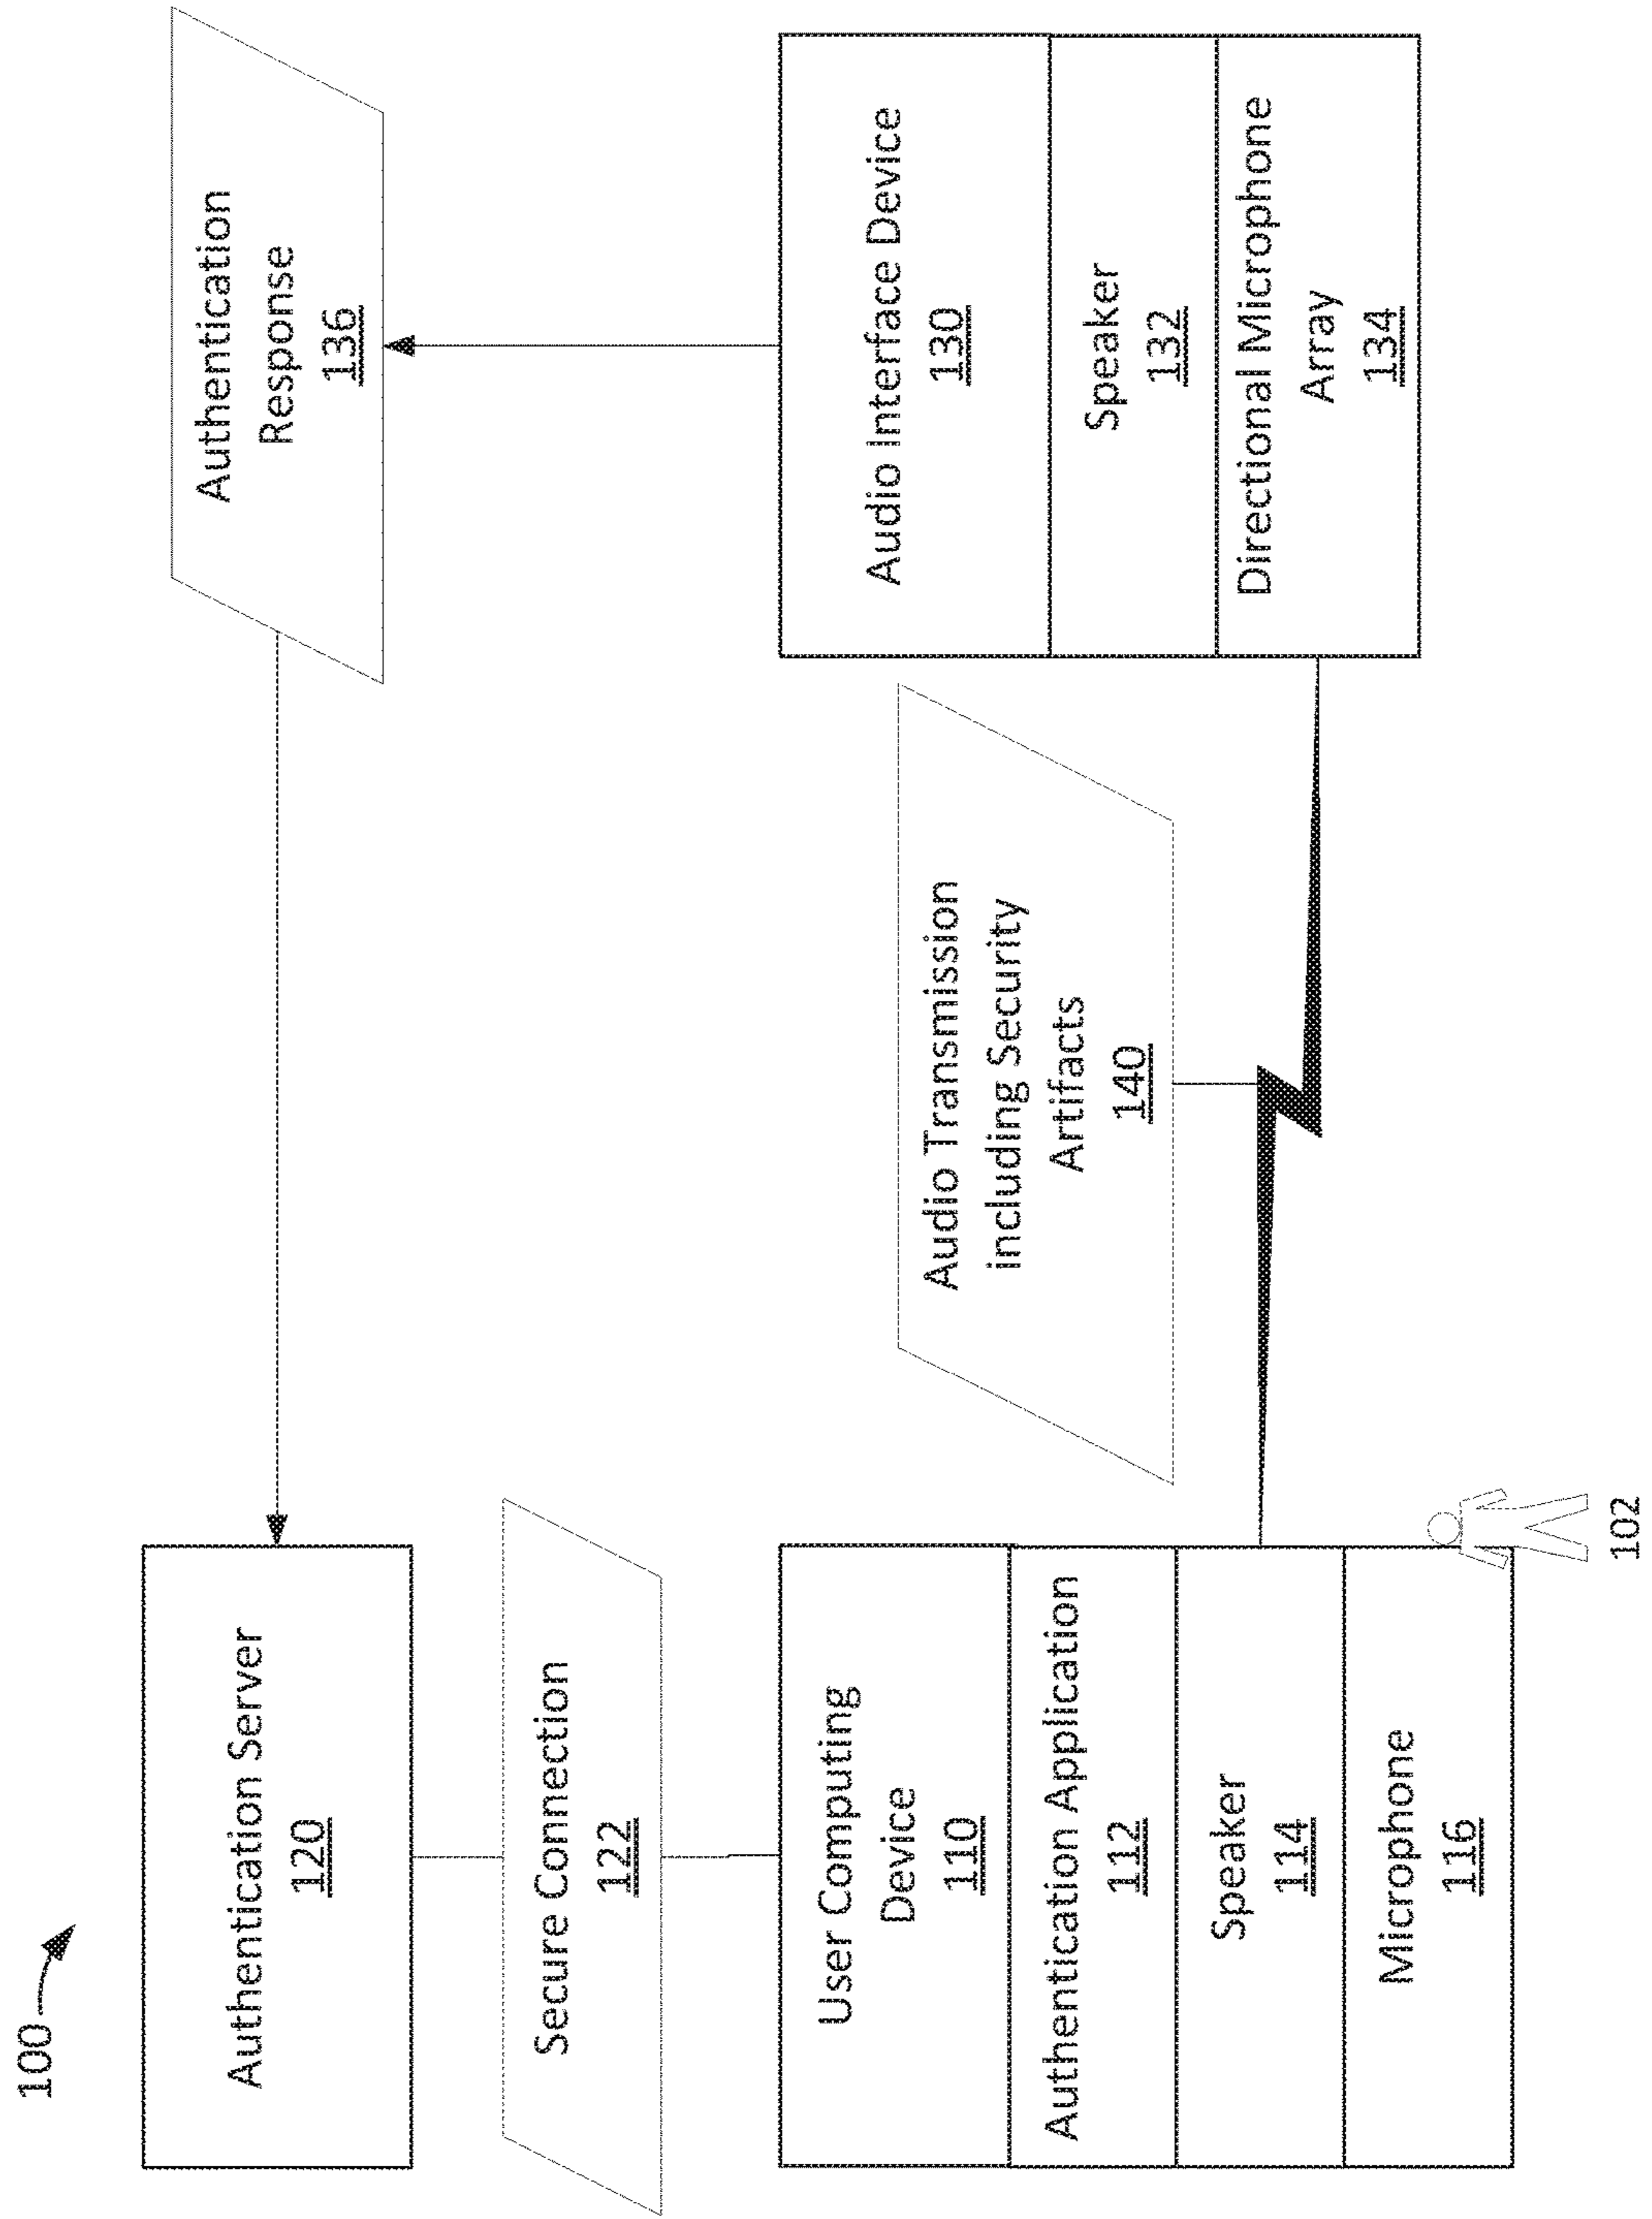 100
Authentication Server
120
Secure Connection
122
User Computing
Device
110
Authentication Application
112
Speaker
114
Microphone
116
102
Audio Transmission
including Security
Artifacts
140
Authentication
Response
136
Audio Interface Device
130
Speaker
132
Directional Microphone
Array
134